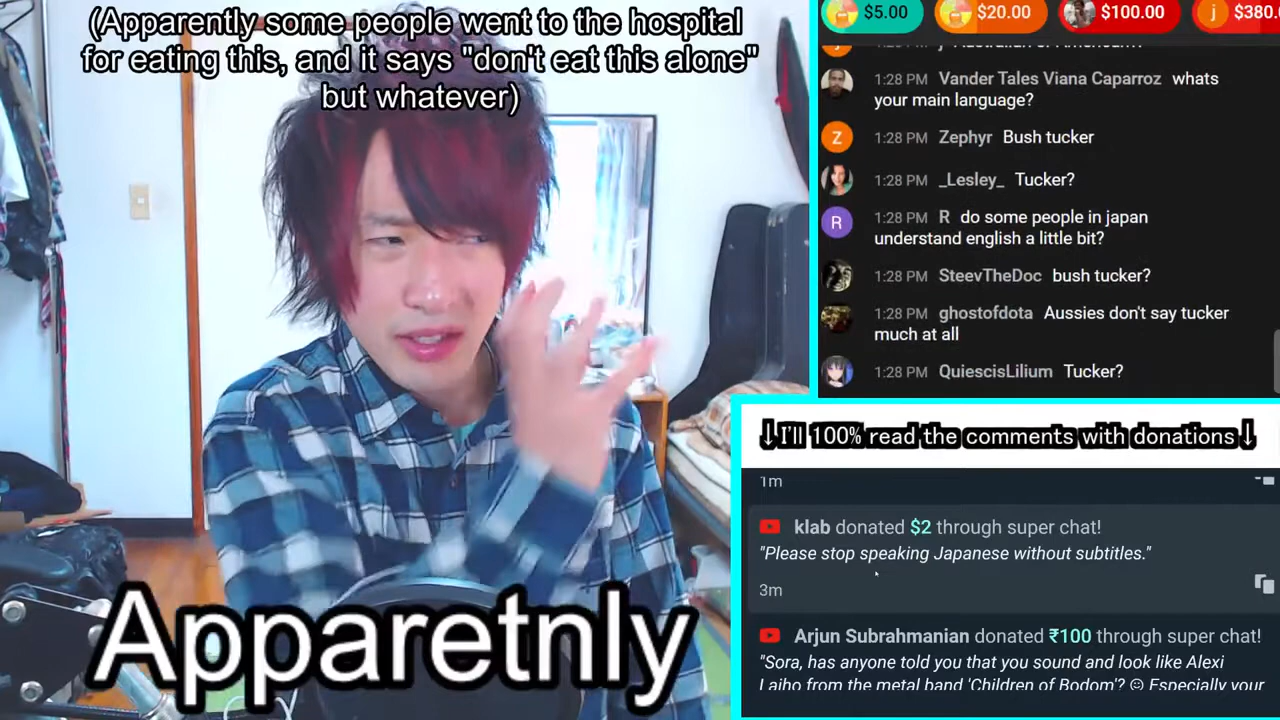 (Apparently some people went to the hospital
for eating this, and it says "don't eat this alone"
but whatever)
Apparetnly
$5.00
$20.00
$100.00
j $380.
1:28 PM Vander Tales Viana Caparroz whats
your main language?
Z 1:28 PM Zephyr Bush tucker
1:28 PM _Lesley_ Tucker?
R 1:28 PM R do some people in japan
understand english a little bit?
1:28 PM SteevTheDoc bush tucker?
1:28 PM ghostofdota Aussies don't say tucker
much at all
1:28 PM QuiescisLilium Tucker?
↓I'll 100% read the comments with donations↓
1m
klab donated $2 through super chat!
"Please stop speaking Japanese without subtitles."
3m
Arjun Subrahmanian donated ₹100 through super chat!
"Sora, has anyone told you that you sound and look like Alexi
Laiho from the metal band 'Children of Bodom'? ☺ Especially your